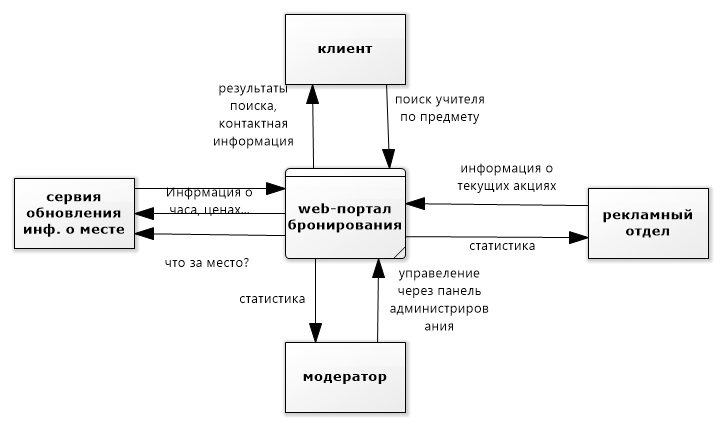 клиент
результаты
поиска,
контактная
информация
поиск учителя
по предмету
информация о
текущих акциях
сервия
обновления
инф. о месте
Инфрмация о
часа, ценах...
web-портал
бронирования
рекламный
отдел
статистика
что за место?
статистика
управеление
через панель
администриров
ания
модератор